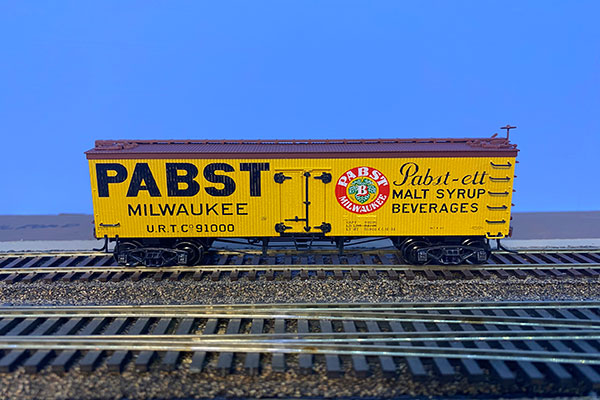 PABST
MILWAUKEE
U.R.T.Co 91000
PABST
B
MILWAUKEE
Pabst-ett
MALT SYRUP
BEVERAGES